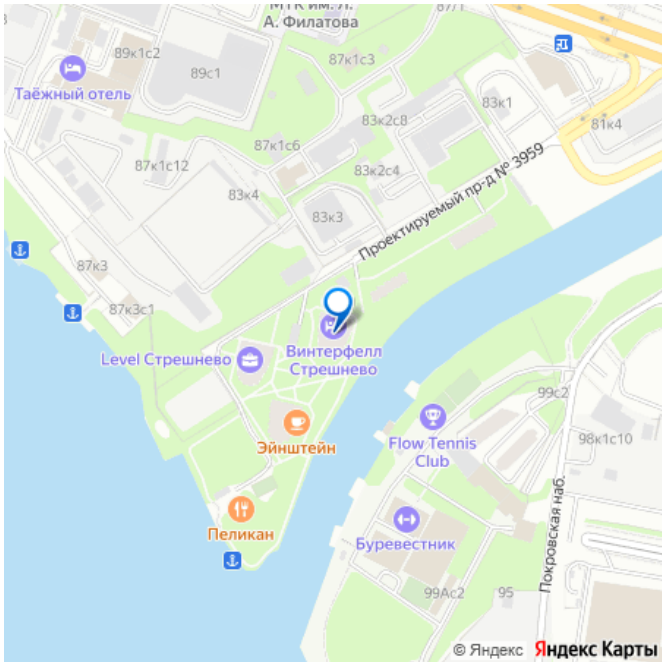 МТК им. Л.
А. Филатова
87/1
89к1с2
87к1с3
89с1
Таёжный отель
83к1
83к2с8
81к4
87к1с6
87к1с12
83к2с4
83к4
Проектируемый пр-д № 3959
83к3
87к3
87к3с1
Level Стрешнево
Винтерфелл
Стрешнево
99с2
Flow Tennis
Club
98к1с10
Эйнштейн
Пеликан
Буревестник
Покровская наб.
99Ас2
95
© Яндекс Яндекс Карты